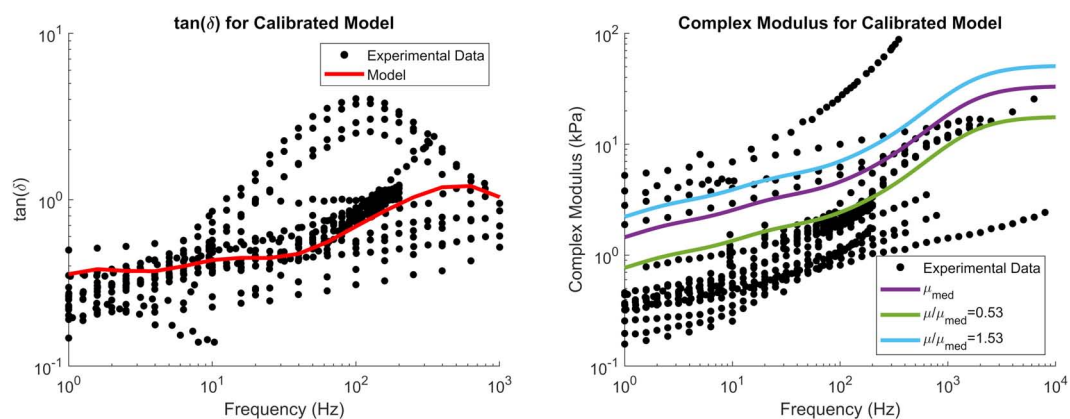 tan(δ) for Calibrated Model
10^1
10^0
10^-1
tan(δ)
Experimental Data
Model
10^0
10^1
10^2
10^3
Frequency (Hz)
Complex Modulus for Calibrated Model
10^2
10^1
10^0
10^-1
Complex Modulus (kPa)
Experimental Data
μ_med
μ/μ_med=0.53
μ/μ_med=1.53
10^0
10^1
10^2
10^3
10^4
Frequency (Hz)